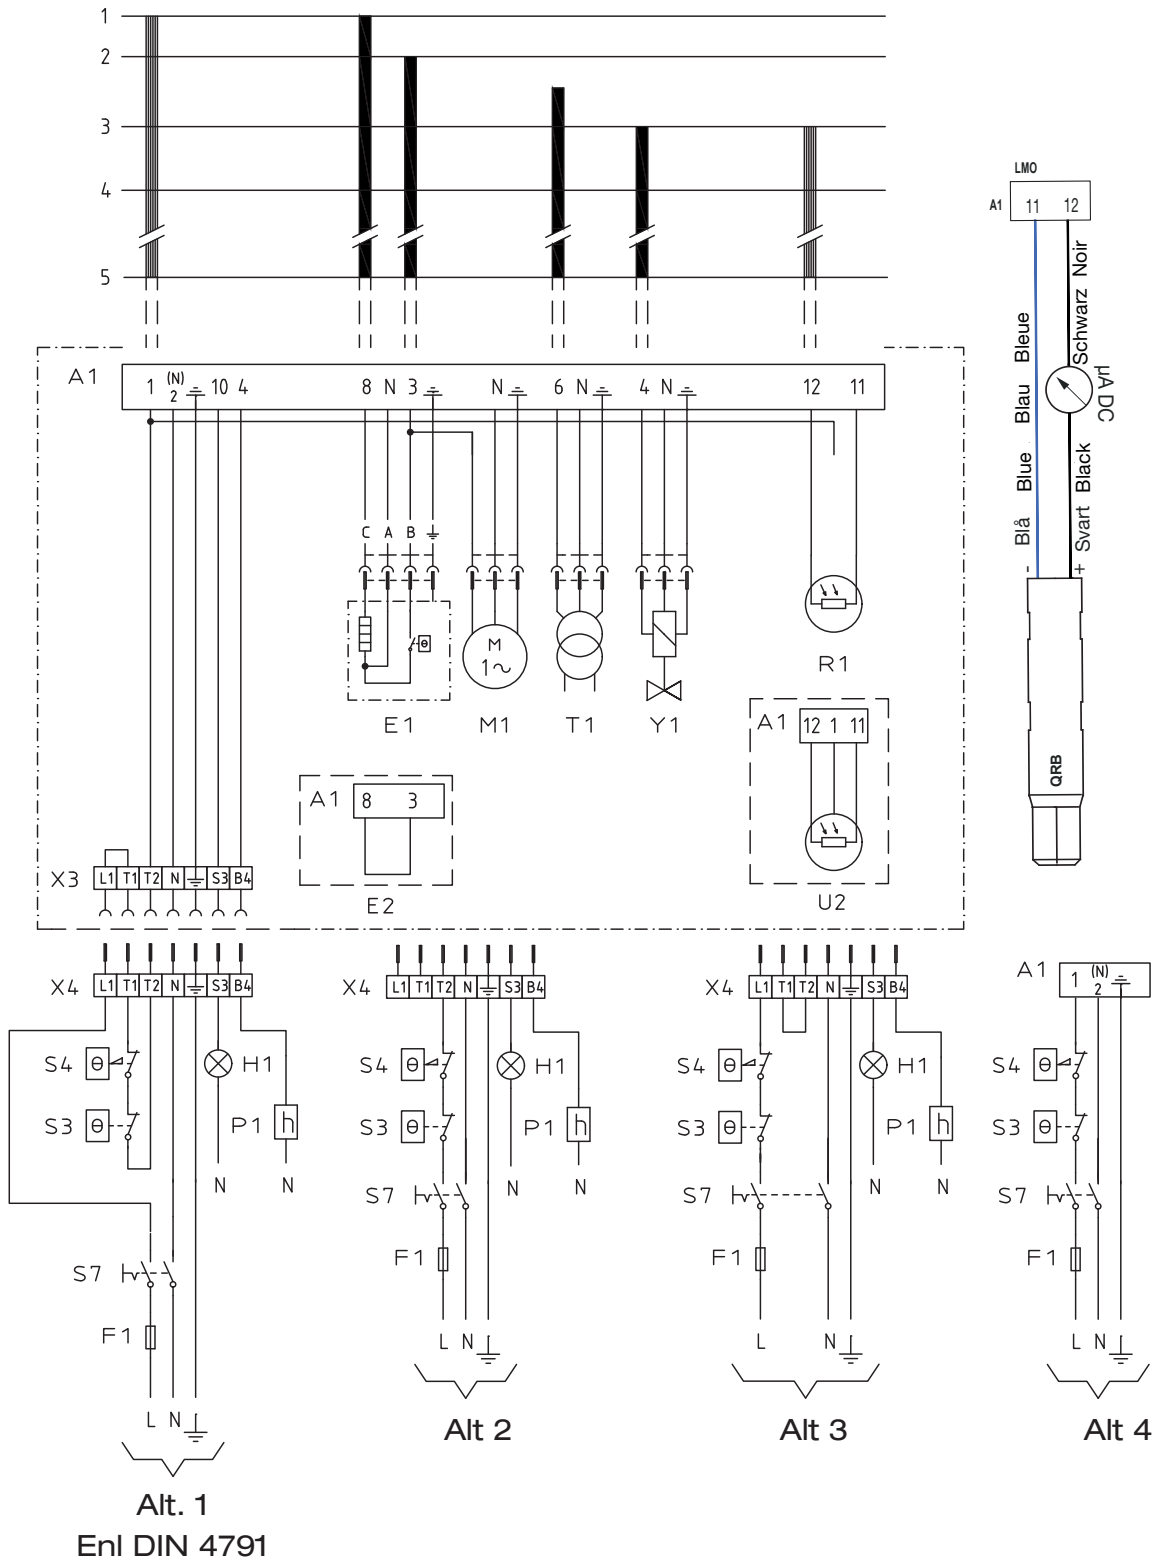 1
2
3
4
5
LMO
A1 11 12
Blå Blue Blau Bleue
Schwarz Noir
µA DC
- + Svart Black
QRB
A1 1 (N) 2 10 4 8 N 3 N 6 N 4 N 12 11
C A B
E1 M1 T1 Y1 R1
A1 12 1 11
U2
A1 8 3
E2
X3 L1 T1 T2 N S3 B4
X4 L1 T1 T2 N S3 B4
S4 θ H1
S3 θ P1 h
N N
S7
F1
L N
Alt. 1
Enl DIN 4791
X4 L1 T1 T2 N S3 B4
S4 θ H1
S3 θ P1 h
S7 N N
F1
L N
Alt 2
X4 L1 T1 T2 N S3 B4
S4 θ H1
S3 θ P1 h
S7 N N
F1
L N
Alt 3
A1 1 (N) 2
S4 θ
S3 θ
S7
F1
L N
Alt 4
M
1~
θ